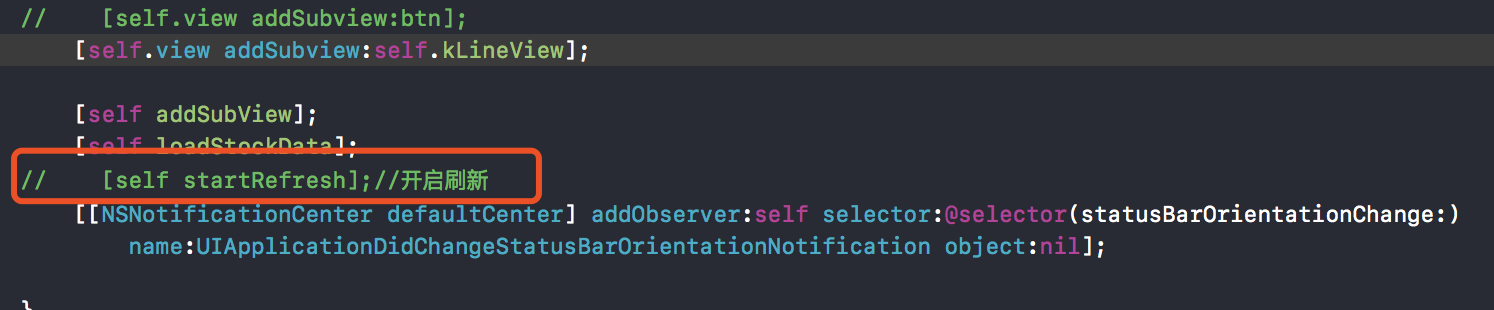 //    [self.view addSubview:btn];
    [self.view addSubview:self.kLineView];
    [self addSubView];
    [self loadStockData];
//    [self startRefresh];//开启刷新
    [[NSNotificationCenter defaultCenter] addObserver:self selector:@selector(statusBarOrientationChange:)
        name:UIApplicationDidChangeStatusBarOrientationNotification object:nil];
}